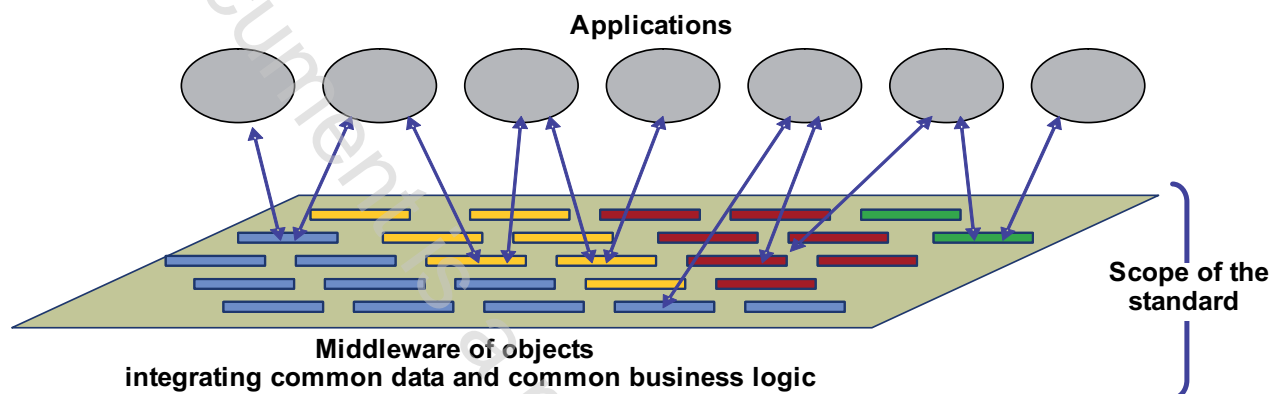 Applications
Scope of the
standard
Middleware of objects
integrating common data and common business logic